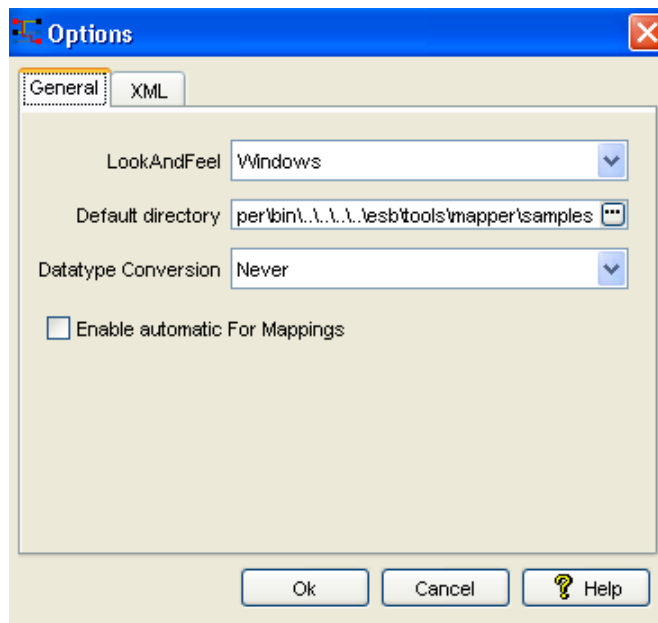 Options
General XML
LookAndFeel Windows
Default directory per\bin\..\..\..\..\esb\tools\mapper\samples ...
Datatype Conversion Never
Enable automatic For Mappings
Ok Cancel ? Help